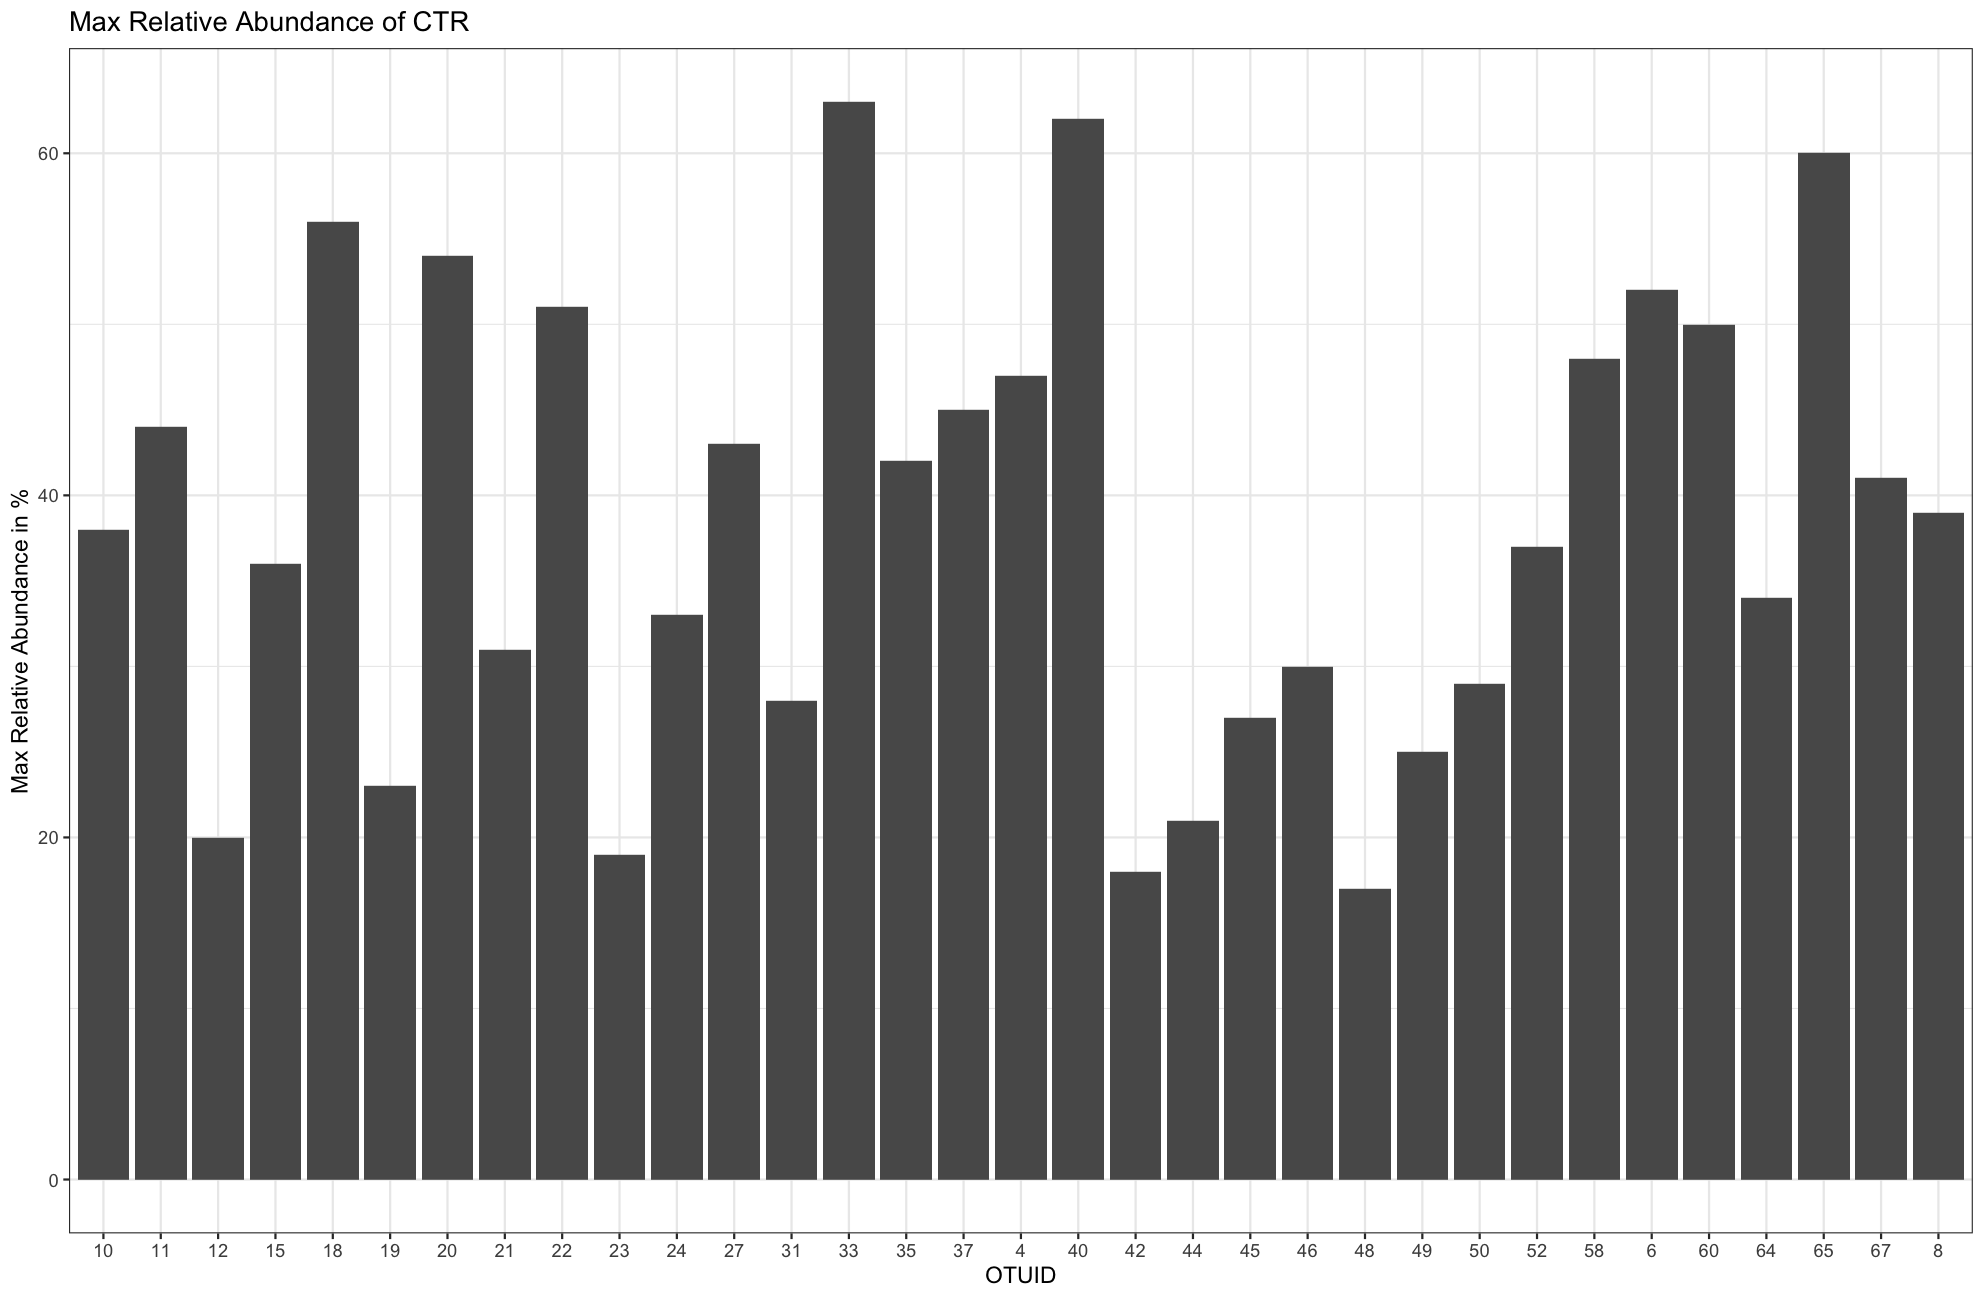 Max Relative Abundance of CTR
Max Relative Abundance in %
60
40
20
0
10 11 12 15 18 19 20 21 22 23 24 27 31 33 35 37 4 40 42 44 45 46 48 49 50 52 58 6 60 64 65 67 8
OTUID